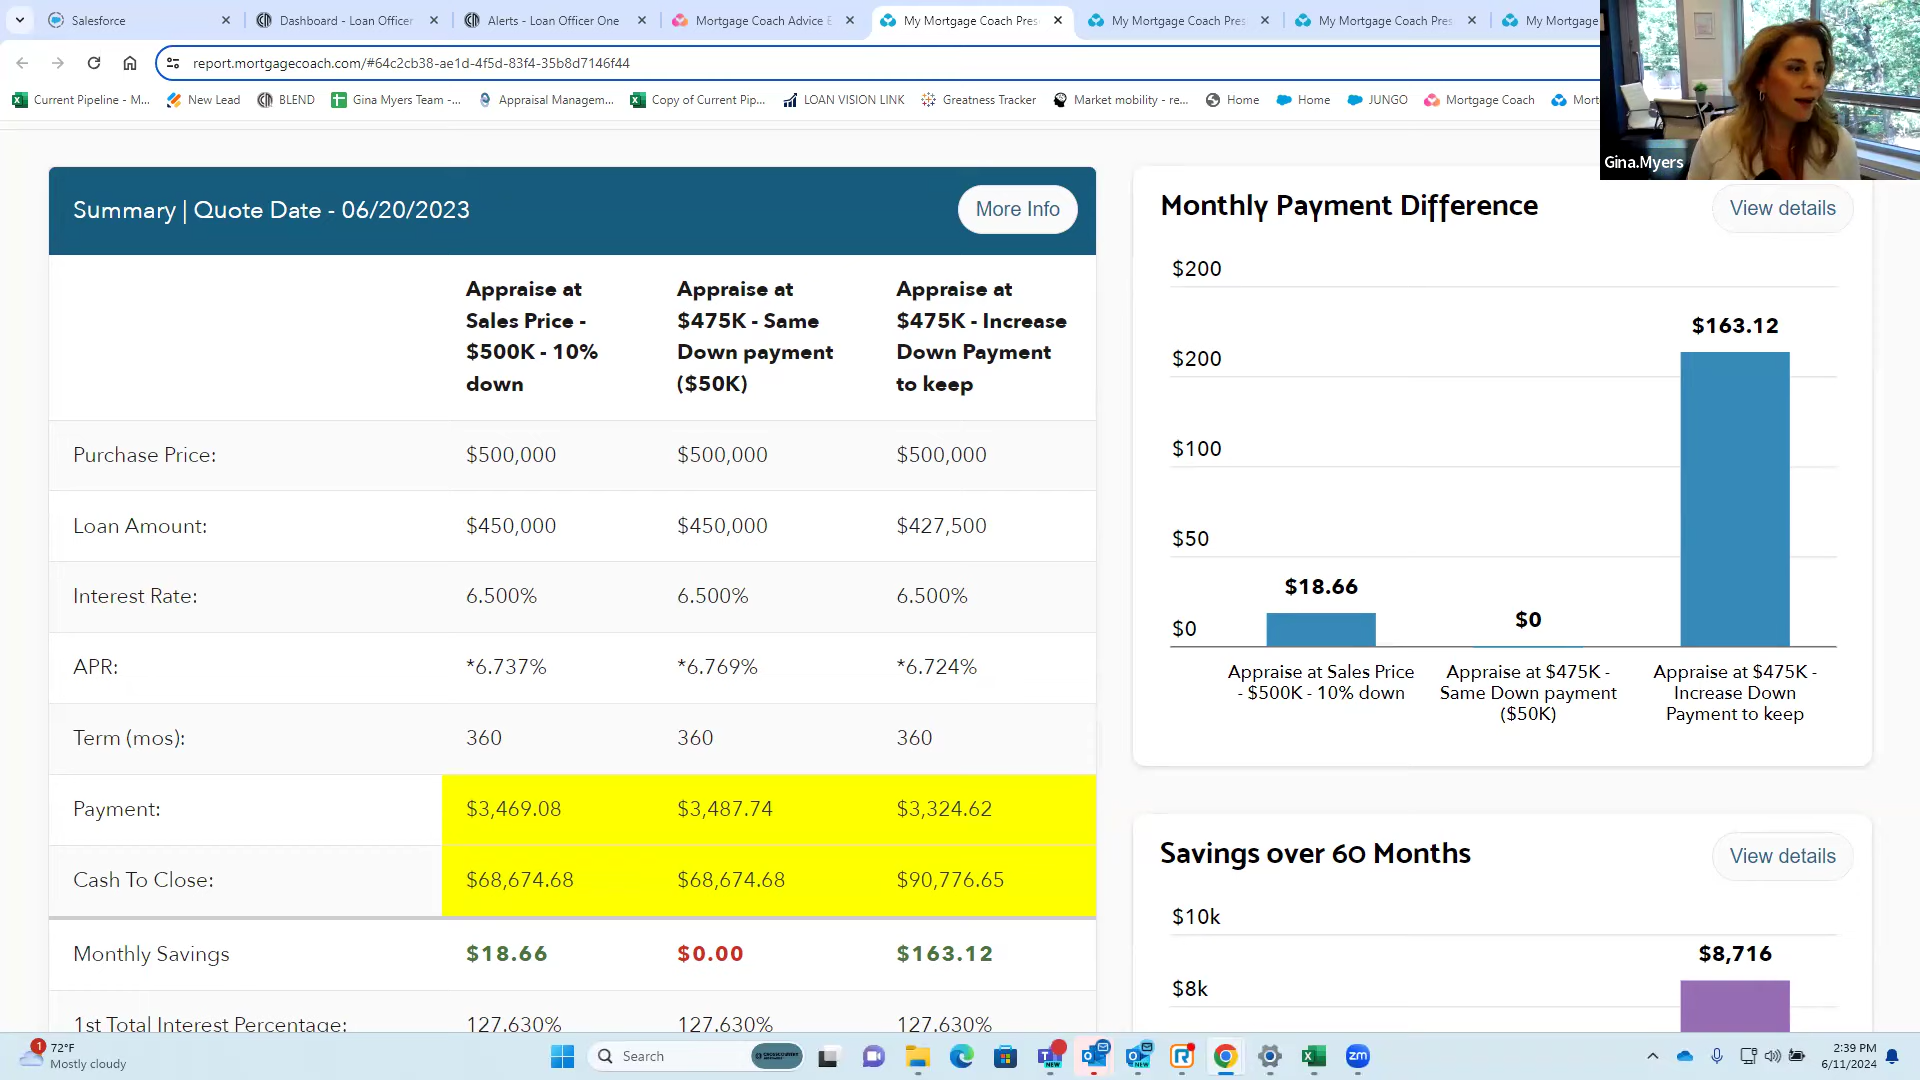 Salesforce
Dashboard - Loan Officer
Alerts - Loan Officer One
Mortgage Coach Advice E
My Mortgage Coach Pres
My Mortgage Coach Pres
My Mortgage Coach Pres
My Mortgage
report.mortgagecoach.com/#64c2cb38-ae1d-4f5d-83f4-35b8d7146f44
Current Pipeline - M...
New Lead
BLEND
Gina Myers Team -...
Appraisal Managem...
Copy of Current Pip...
LOAN VISION LINK
Greatness Tracker
Market mobility - re...
Home
Home
JUNGO
Mortgage Coach
Mort
Gina.Myers
Summary | Quote Date - 06/20/2023
More Info
Appraise at
Sales Price -
$500K - 10%
down
Appraise at
$475K - Same
Down payment
($50K)
Appraise at
$475K - Increase
Down Payment
to keep
Purchase Price: $500,000 $500,000 $500,000
Loan Amount: $450,000 $450,000 $427,500
Interest Rate: 6.500% 6.500% 6.500%
APR: *6.737% *6.769% *6.724%
Term (mos): 360 360 360
Payment: $3,469.08 $3,487.74 $3,324.62
Cash To Close: $68,674.68 $68,674.68 $90,776.65
Monthly Savings $18.66 $0.00 $163.12
1st Total Interest Percentage: 127.630% 127.630% 127.630%
Monthly Payment Difference
View details
$200
$200
$100
$50
$0
$18.66
$0
$163.12
Appraise at Sales Price
- $500K - 10% down
Appraise at $475K -
Same Down payment
($50K)
Appraise at $475K -
Increase Down
Payment to keep
Savings over 60 Months
View details
$10k
$8k
$8,716
1
72°F
Mostly cloudy
Search
NEW
NEW
zm
2:39 PM
6/11/2024